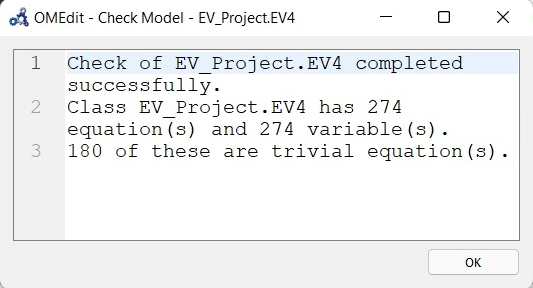 OMEdit - Check Model - EV_Project.EV4
1 Check of EV_Project.EV4 completed
successfully.
2 Class EV_Project.EV4 has 274
equation(s) and 274 variable(s).
3 180 of these are trivial equation(s).
OK